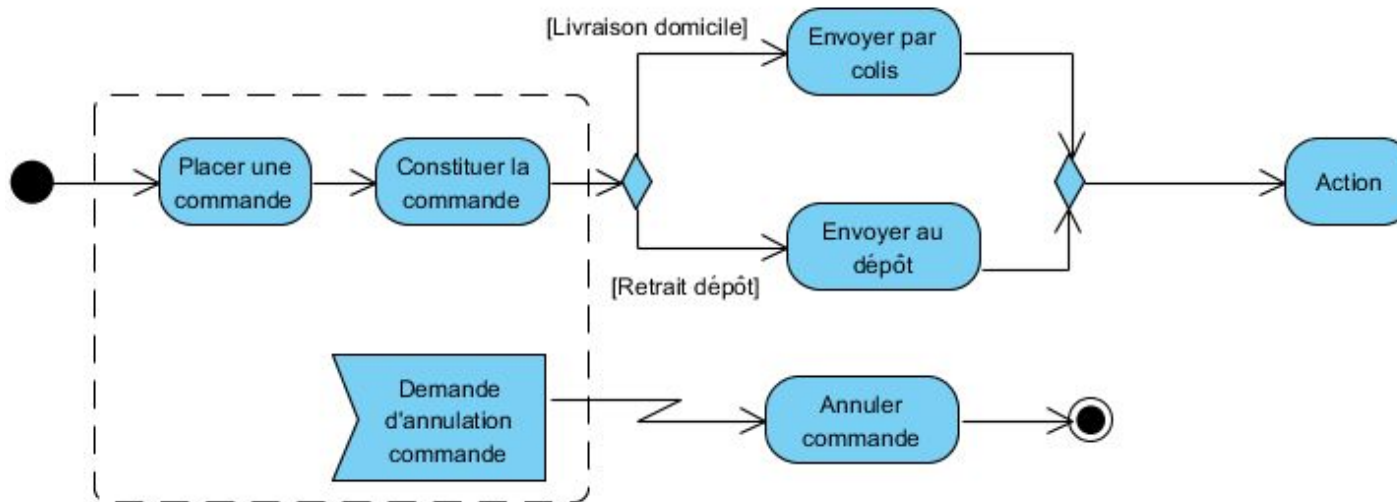 [Livraison domicile]
Envoyer par
colis
Placer une
commande
Constituer la
commande
Action
Envoyer au
dépôt
[Retrait dépôt]
Demande
d'annulation
commande
Annuler
commande